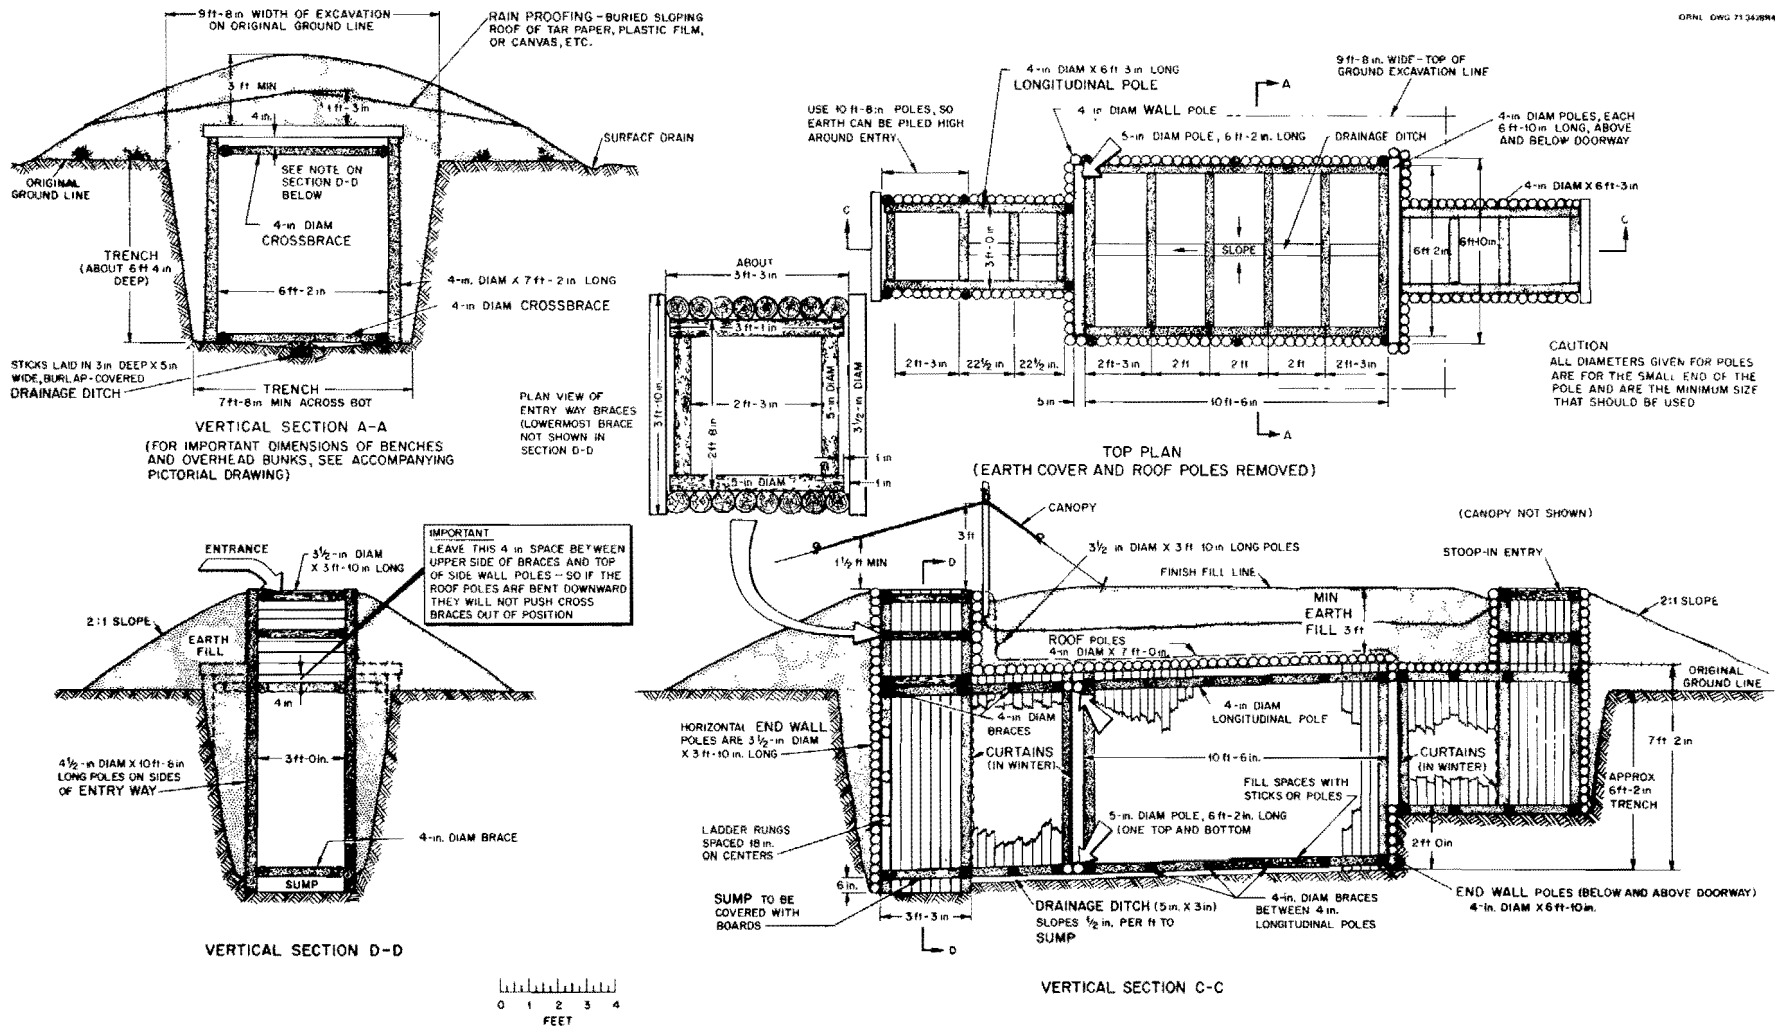 ORNL DWG 71
9 ft-8 in WIDTH OF EXCAVATION
ON ORIGINAL GROUND LINE
RAIN PROOFING - BURIED SLOPING
ROOF OF TAR PAPER, PLASTIC FILM,
OR CANVAS, ETC.
3 ft MIN
1 ft-3 in
4 in.
SURFACE DRAIN
ORIGINAL
GROUND LINE
SEE NOTE ON
SECTION D-D
BELOW
4-in DIAM
CROSSBRACE
TRENCH
(ABOUT 6 ft 4 in
DEEP)
4-in. DIAM X 7 ft-2 in LONG
6 ft-2 in
4-in DIAM CROSSBRACE
STICKS LAID IN 3 in DEEP X 5 in
WIDE, BURLAP-COVERED
DRAINAGE DITCH
TRENCH
7 ft-8 in MIN ACROSS BOT
VERTICAL SECTION A-A
(FOR IMPORTANT DIMENSIONS OF BENCHES
AND OVERHEAD BUNKS, SEE ACCOMPANYING
PICTORIAL DRAWING)
ABOUT
3 ft-3 in
3 ft-1 in
3 ft-10 in.
2 ft-3 in
2 ft 8 in
5-in DIAM
3 1/2-in DIAM
5-in DIAM
1 in
1 in
PLAN VIEW OF
ENTRY WAY BRACES
(LOWERMOST BRACE
NOT SHOWN IN
SECTION D-D
4-in DIAM X 6 ft 3 in LONG
LONGITUDINAL POLE
USE 10 ft-8 in POLES, SO
EARTH CAN BE PILED HIGH
AROUND ENTRY
4 in DIAM WALL POLE
5-in DIAM POLE, 6 ft-2 in. LONG
A
9 ft-8 in. WIDE-TOP OF
GROUND EXCAVATION LINE
DRAINAGE DITCH
4-in DIAM POLES, EACH
6 ft-10 in LONG, ABOVE
AND BELOW DOORWAY
4-in DIAM X 6 ft-3 in
C
3 ft-0 in
SLOPE
6 ft 2 in
6 ft-10 in.
C
2 ft-3 in
22 1/2 in
22 1/2 in.
2 ft-3 in
2 ft
2 ft
2 ft
2 ft-3 in
5 in
10 ft-6 in
A
TOP PLAN
(EARTH COVER AND ROOF POLES REMOVED)
CAUTION
ALL DIAMETERS GIVEN FOR POLES
ARE FOR THE SMALL END OF THE
POLE AND ARE THE MINIMUM SIZE
THAT SHOULD BE USED
ENTRANCE
3 1/2-in DIAM
X 3 ft-10 in LONG
IMPORTANT
LEAVE THIS 4 in SPACE BETWEEN
UPPER SIDE OF BRACES AND TOP
OF SIDE WALL POLES - SO IF THE
ROOF POLES ARE BENT DOWNWARD
THEY WILL NOT PUSH CROSS
BRACES OUT OF POSITION
2:1 SLOPE
EARTH
FILL
4 in
3 ft-0 in.
4 1/2-in DIAM X 10 ft-8 in
LONG POLES ON SIDES
OF ENTRY WAY
4-in. DIAM BRACE
SUMP
VERTICAL SECTION D-D
0 1 2 3 4
FEET
CANOPY
(CANOPY NOT SHOWN)
3 ft
1 1/2 ft MIN
D
3 1/2 in DIAM X 3 ft 10 in LONG POLES
FINISH FILL LINE
STOOP-IN ENTRY
MIN
EARTH
FILL 3 ft
2:1 SLOPE
ROOF POLES
4-in DIAM X 7 ft-0 in.
ORIGINAL
GROUND LINE
HORIZONTAL END WALL
POLES ARE 3 1/2-in DIAM
X 3 ft-10 in. LONG
4-in DIAM
BRACES
4-in DIAM
LONGITUDINAL POLE
CURTAINS
(IN WINTER)
10 ft-6 in.
CURTAINS
(IN WINTER)
7 ft 2 in
APPROX
6 ft-2 in
TRENCH
FILL SPACES WITH
STICKS OR POLES
LADDER RUNGS
SPACED 18 in.
ON CENTERS
5-in. DIAM POLE, 6 ft-2 in. LONG
(ONE TOP AND BOTTOM
2 ft 0 in
6 in.
SUMP TO BE
COVERED WITH
BOARDS
3 ft-3 in
D
DRAINAGE DITCH (5 in. X 3 in)
SLOPES 1/2 in. PER ft TO
SUMP
4-in. DIAM BRACES
BETWEEN 4 in.
LONGITUDINAL POLES
END WALL POLES (BELOW AND ABOVE DOORWAY)
4-in. DIAM X 6 ft-10 in.
VERTICAL SECTION C-C